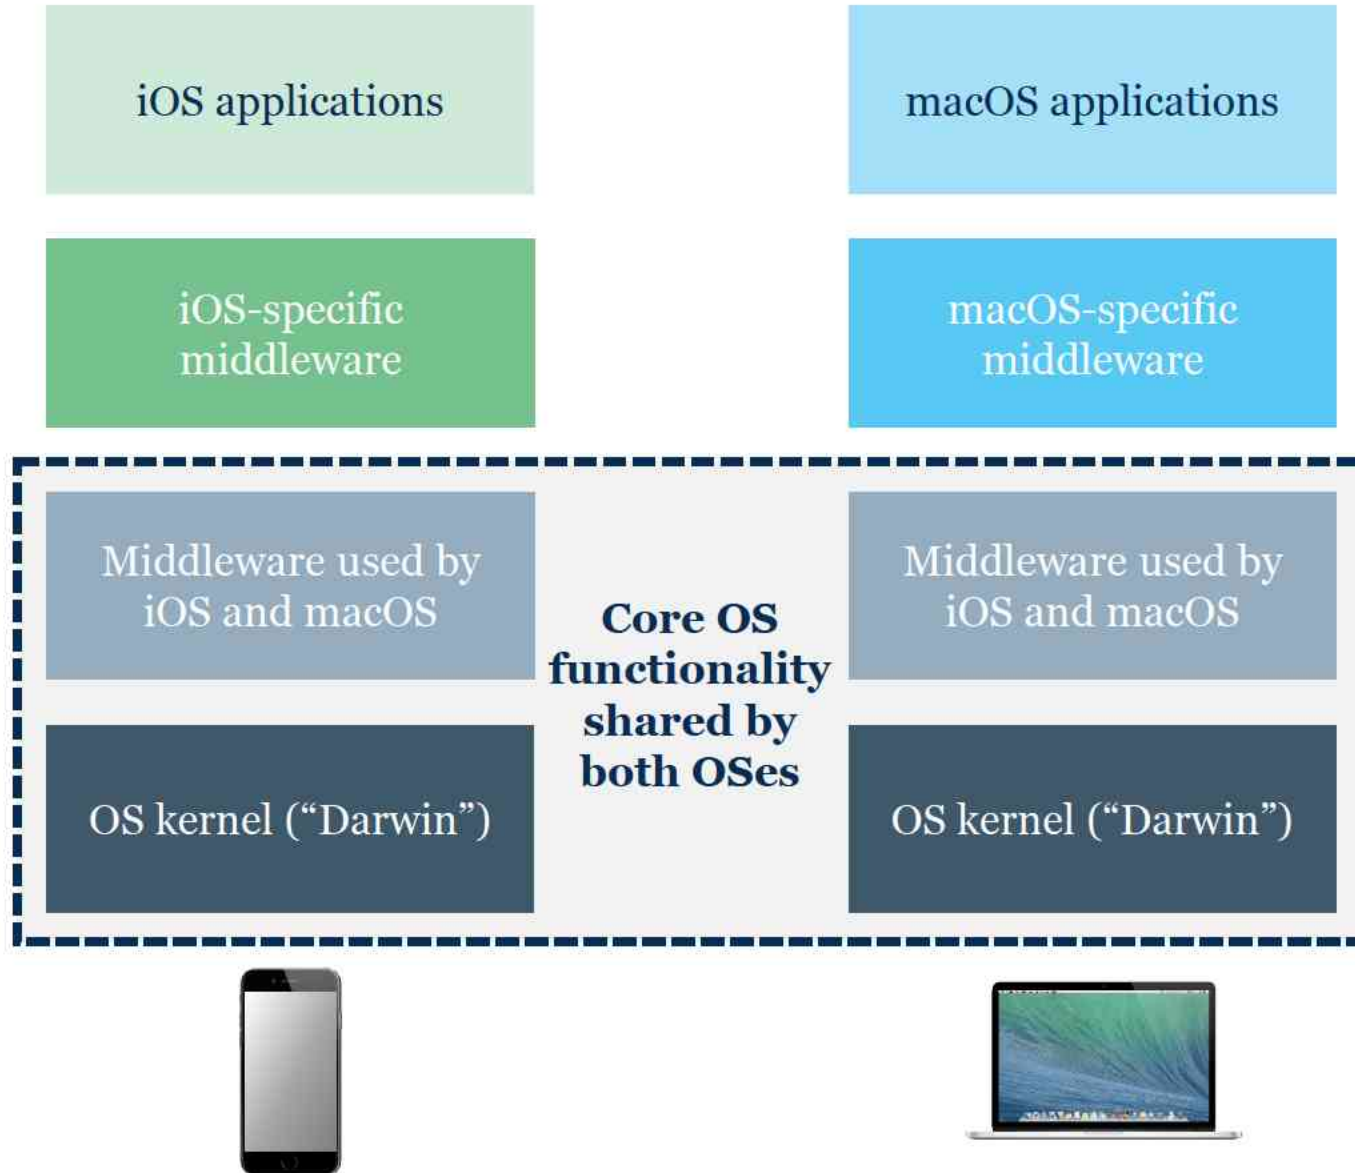 iOS applications
macOS applications
iOS-specific
middleware
macOS-specific
middleware
Middleware used by
iOS and macOS
Core OS
functionality
shared by
both OSes
Middleware used by
iOS and macOS
OS kernel (“Darwin”)
OS kernel (“Darwin”)